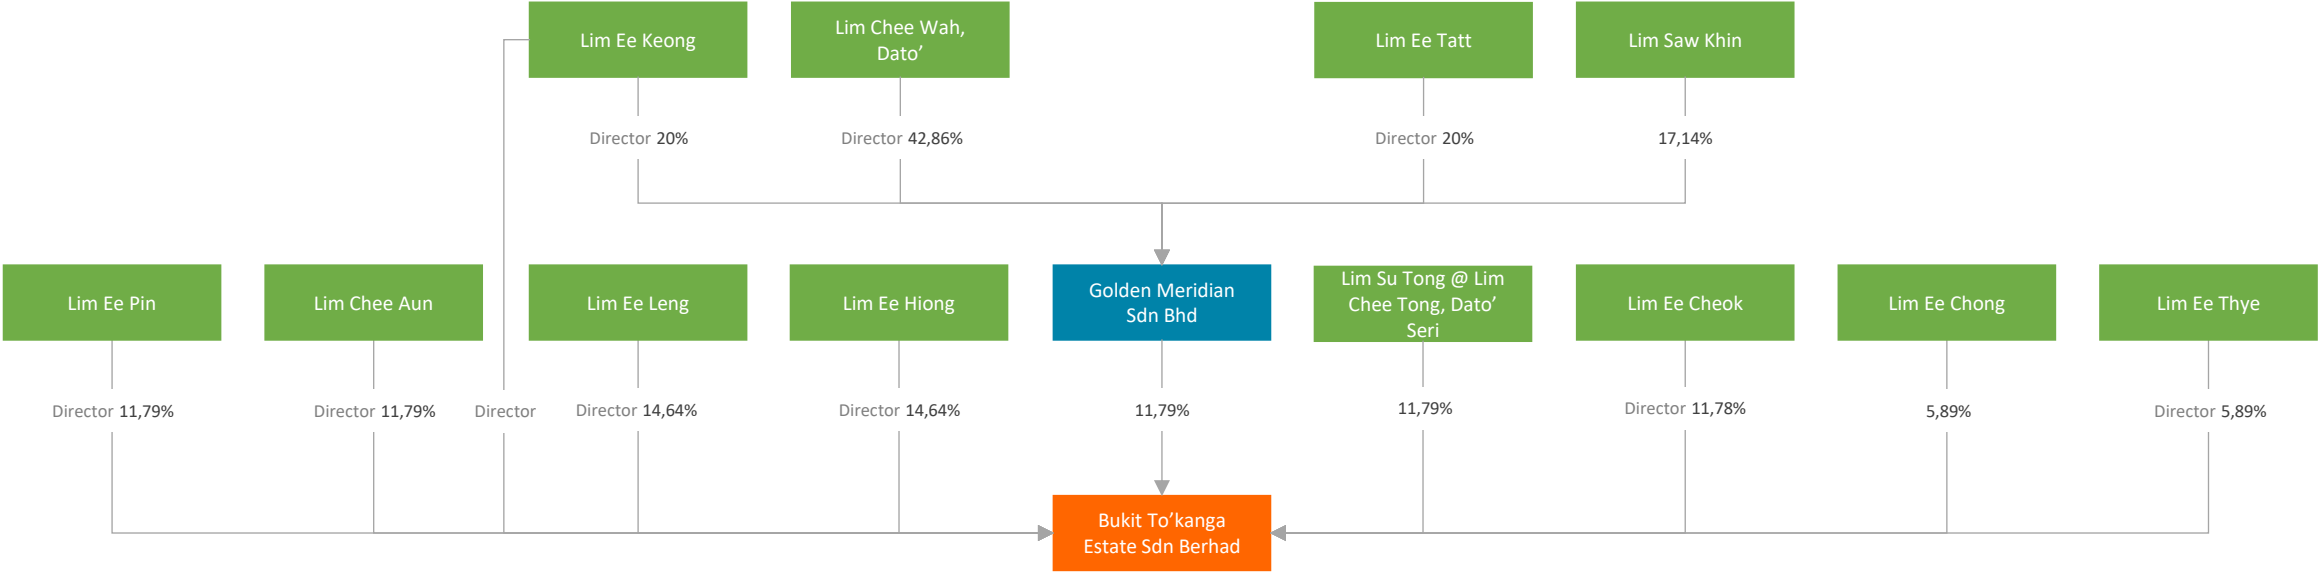 Lim Ee Keong
Lim Chee Wah,
Dato’
Lim Ee Tatt
Lim Saw Khin
Director 20%
Director 42,86%
Director 20%
17,14%
Lim Ee Pin
Lim Chee Aun
Lim Ee Leng
Lim Ee Hiong
Golden Meridian
Sdn Bhd
Lim Su Tong @ Lim
Chee Tong, Dato’
Seri
Lim Ee Cheok
Lim Ee Chong
Lim Ee Thye
Director 11,79%
Director 11,79%
Director
Director 14,64%
Director 14,64%
11,79%
11,79%
Director 11,78%
5,89%
Director 5,89%
Bukit To’kanga
Estate Sdn Berhad